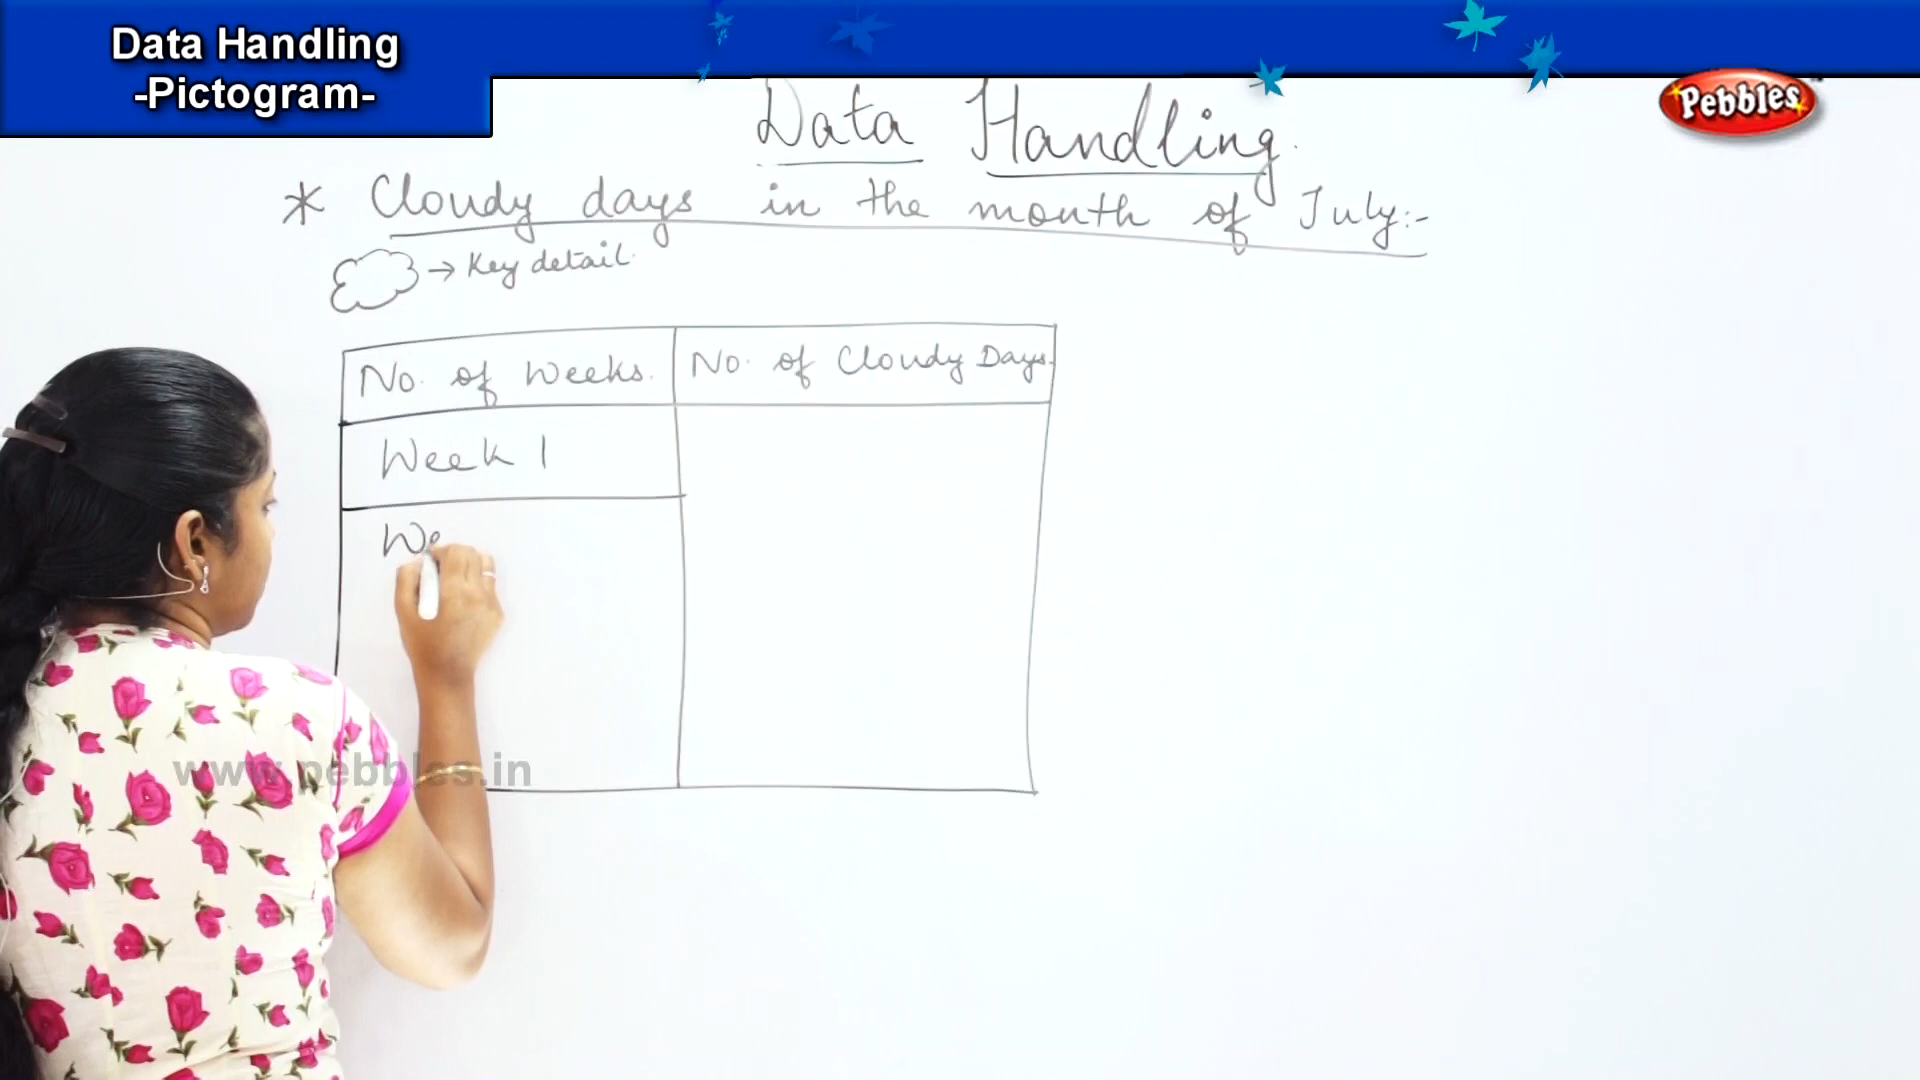 Data Handling
-Pictogram-
Pebbles
Data Handling.
* Cloudy days in the month of July:-
→ Key detail.
No. of Weeks. No. of Cloudy Days.
Week 1
We
www.pebbles.in